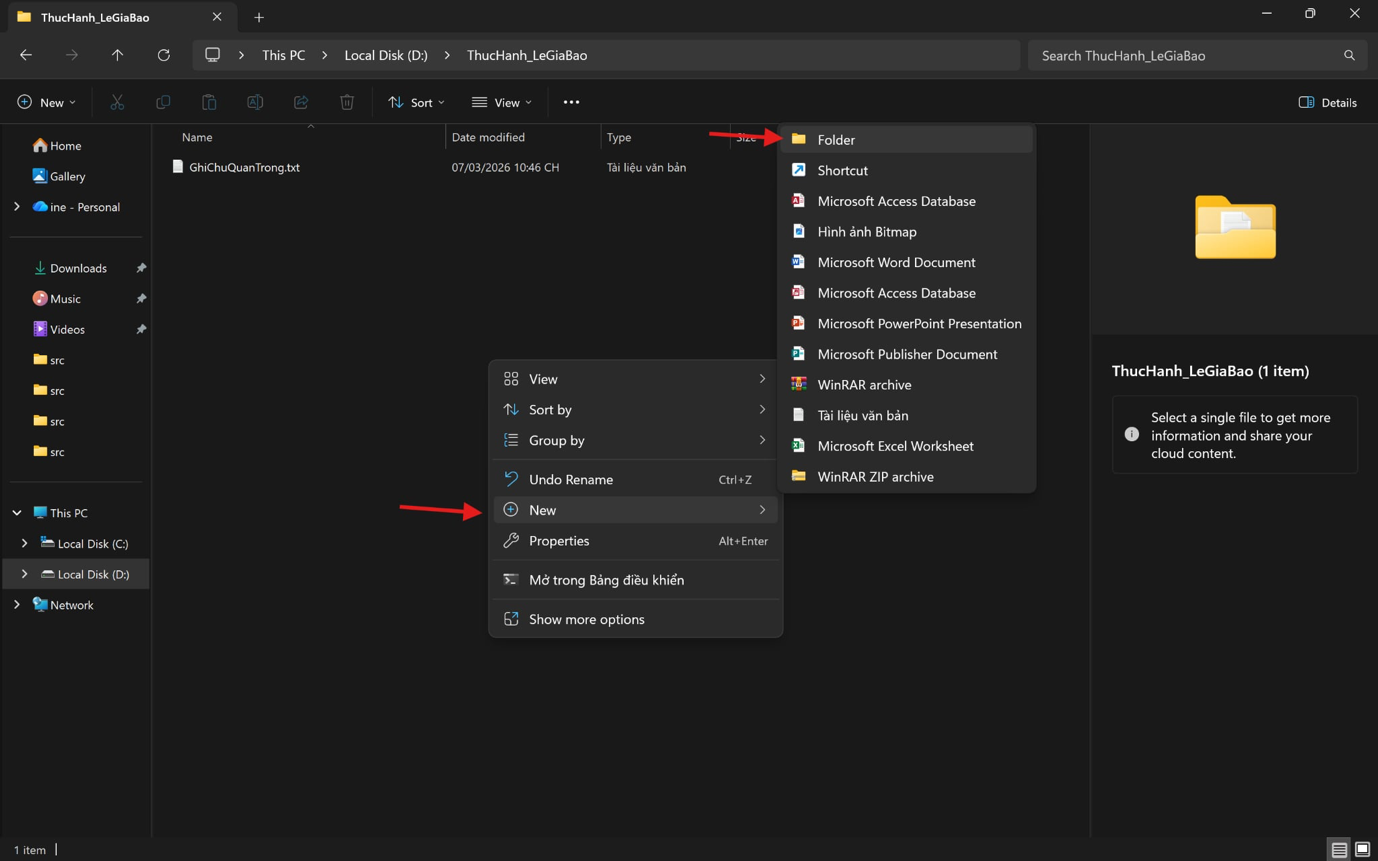 ThucHanh_LeGiaBao
This PC
Local Disk (D:)
ThucHanh_LeGiaBao
Search ThucHanh_LeGiaBao
New
Sort
View
Details
Home
Gallery
ine - Personal
Downloads
Music
Videos
src
src
src
src
This PC
Local Disk (C:)
Local Disk (D:)
Network
Name
Date modified
Type
Size
GhiChuQuanTrong.txt
07/03/2026 10:46 CH
Tài liệu văn bản
View
Sort by
Group by
Undo Rename Ctrl+Z
New
Properties Alt+Enter
Mở trong Bảng điều khiển
Show more options
Folder
Shortcut
Microsoft Access Database
Hình ảnh Bitmap
Microsoft Word Document
Microsoft Access Database
Microsoft PowerPoint Presentation
Microsoft Publisher Document
WinRAR archive
Tài liệu văn bản
Microsoft Excel Worksheet
WinRAR ZIP archive
ThucHanh_LeGiaBao (1 item)
Select a single file to get more
information and share your
cloud content.
1 item